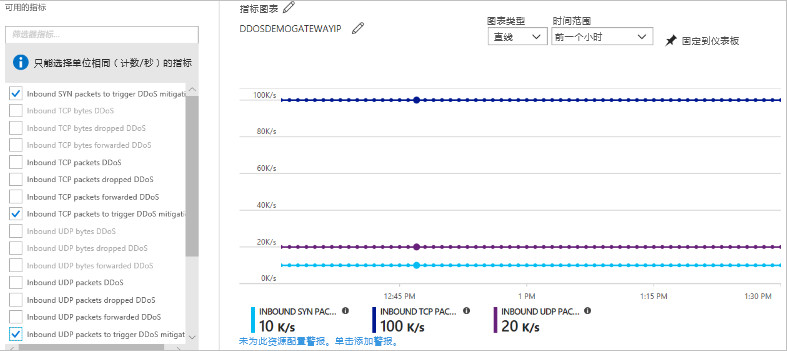 可用的指标
筛选器指标...
只能选择单位相同（计数/秒）的指标
Inbound SYN packets to trigger DDoS mitigati
Inbound TCP bytes DDoS
Inbound TCP bytes dropped DDoS
Inbound TCP bytes forwarded DDoS
Inbound TCP packets DDoS
Inbound TCP packets dropped DDoS
Inbound TCP packets forwarded DDoS
Inbound TCP packets to trigger DDoS mitigati
Inbound UDP bytes DDoS
Inbound UDP bytes dropped DDoS
Inbound UDP bytes forwarded DDoS
Inbound UDP packets DDoS
Inbound UDP packets dropped DDoS
Inbound UDP packets forwarded DDoS
Inbound UDP packets to trigger DDoS mitigat
指标图表
DDOSDEMOGATEWAYIP
图表类型
直线
时间范围
前一个小时
固定到仪表板
100K/s
80K/s
60K/s
40K/s
20K/s
0K/s
12:45 PM
1 PM
1:15 PM
1:30 PM
INBOUND SYN PAC...
10 K/s
INBOUND TCP PAC...
100 K/s
INBOUND UDP PAC...
20 K/s
未为此资源配置警报。单击添加警报。